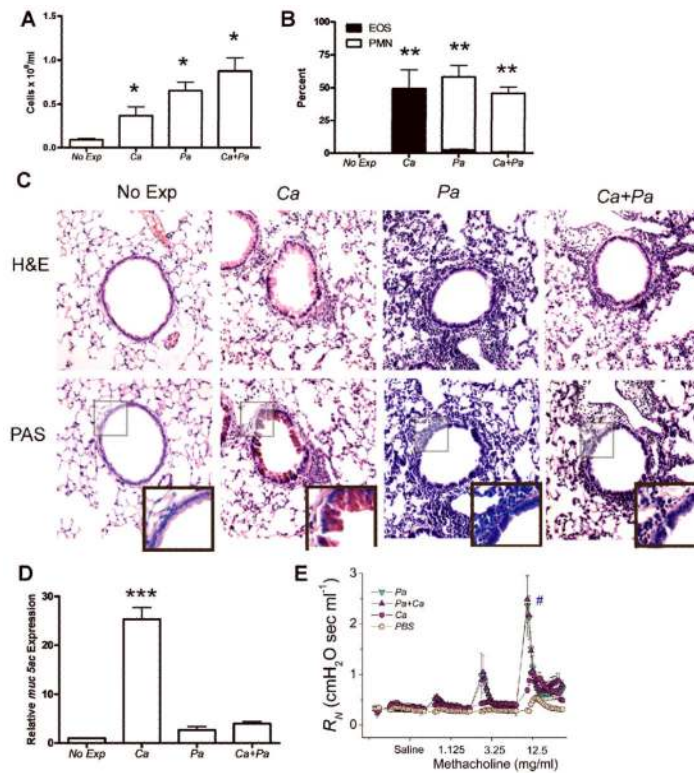 A
Cells x 10⁶/ml
1.5
1.0
0.5
0.0
*
*
*
No Exp
Ca
Pa
Ca+Pa
B
EOS
PMN
Percent
100
75
50
25
0
**
**
**
No Exp
Ca
Pa
Ca+Pa
C
No Exp
Ca
Pa
Ca+Pa
H&E
PAS
D
Relative muc 5ac Expression
30
20
10
0
***
No Exp
Ca
Pa
Ca+Pa
E
R_N (cmH₂O sec ml⁻¹)
3
2
1
0
Pa
Pa+Ca
Ca
PBS
#
Saline
1.125
3.25
12.5
Methacholine (mg/ml)